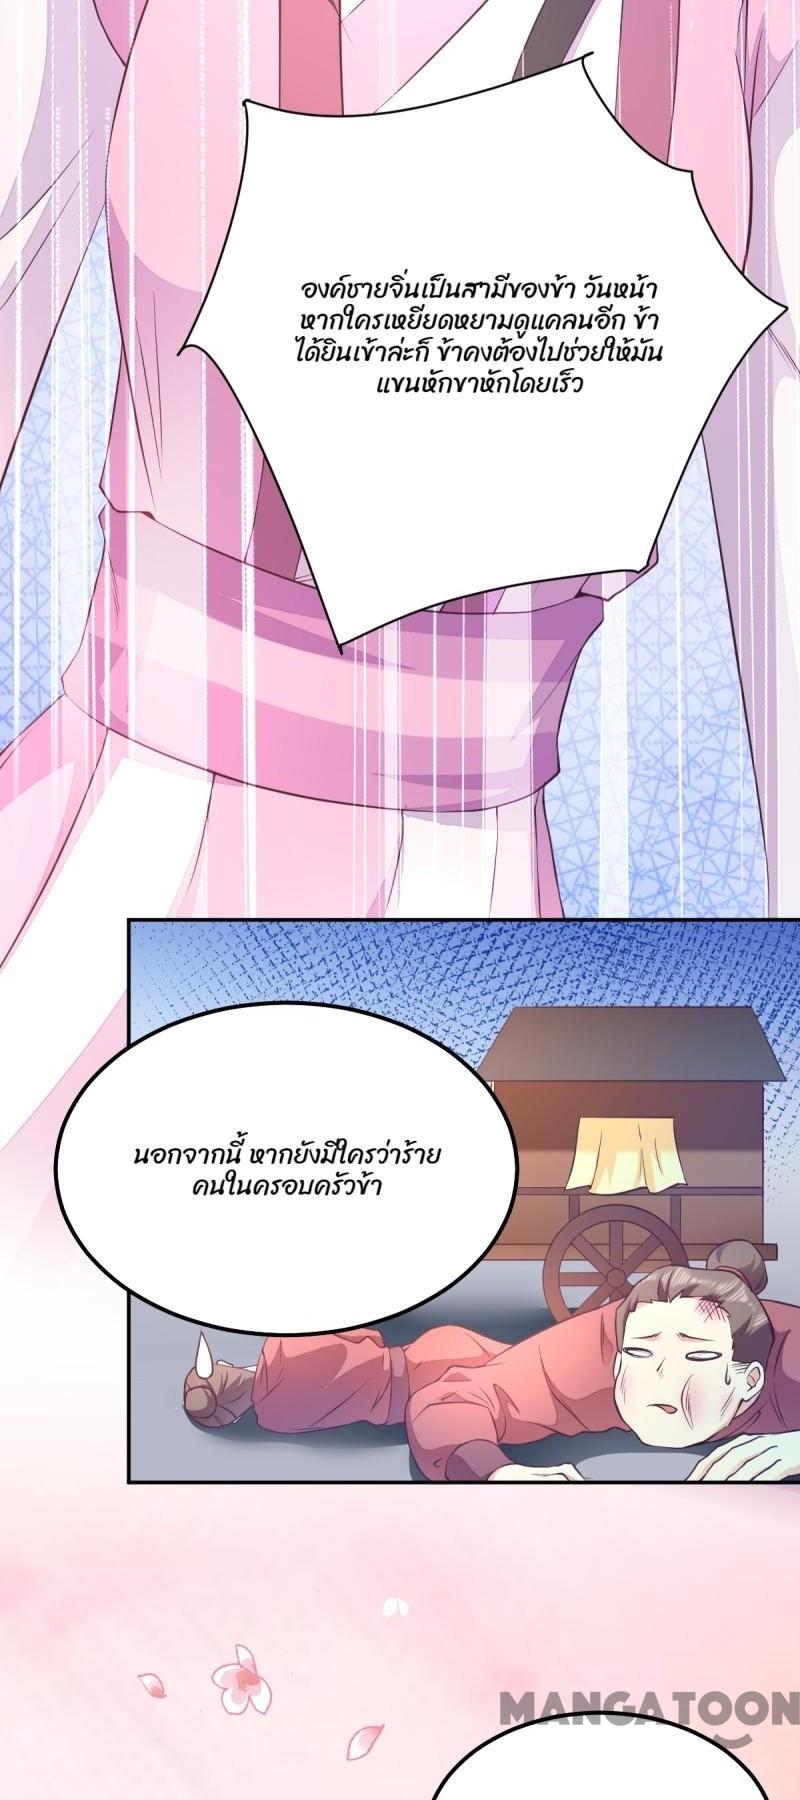 องค์ชายจิ่นเป็นสามีของข้า วันหน้า
หากใครเหยียดหยามดูแคลนอีก ข้า
ได้ยินเข้าล่ะก็ ข้าคงต้องไปช่วยให้มัน
แขนหักขาหักโดยเร็ว
นอกจากนี้ หากยังมีใครว่าร้าย
คนในครอบครัวข้า
MANGATOON